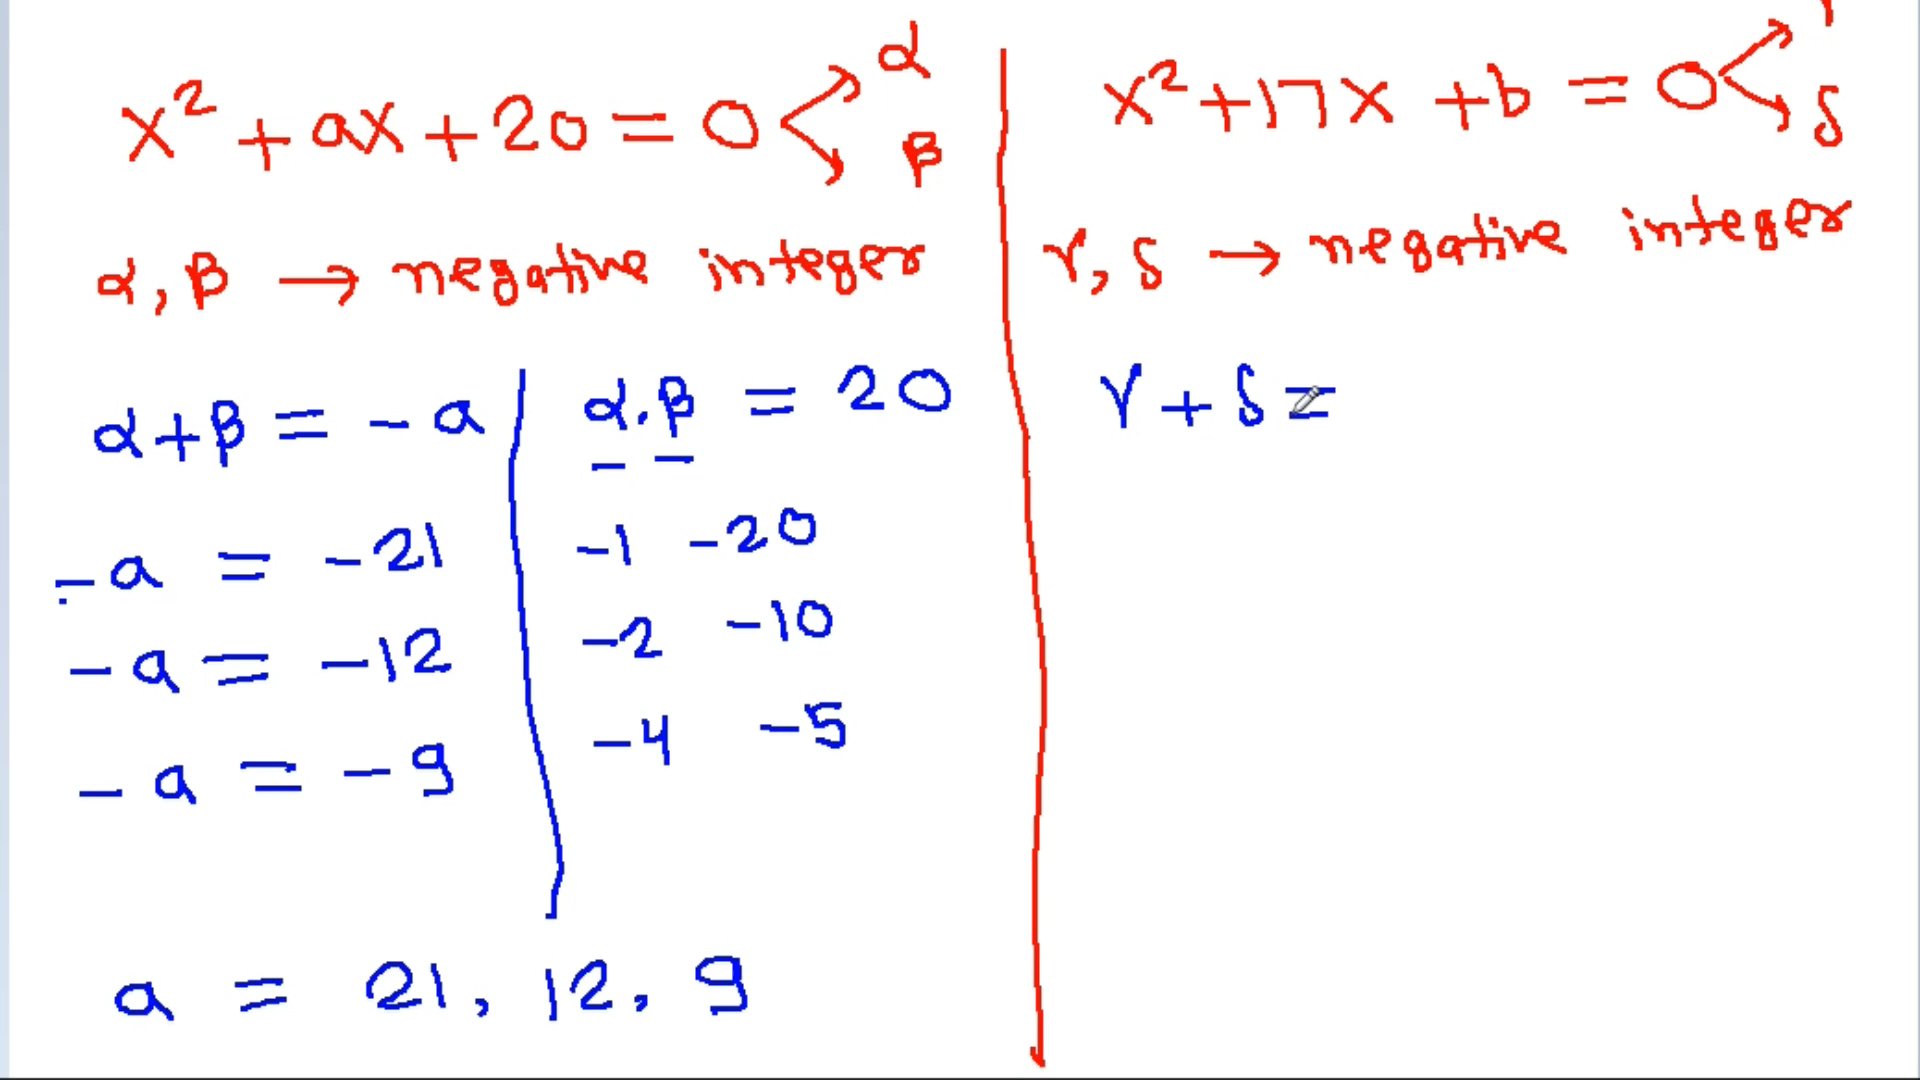 x² + ax + 20 = 0 < α β
α, β → negative integer
α+β = -a
α.β = 20
-a = -21
-1 -20
-a = -12
-2 -10
-a = -9
-4 -5
a = 21, 12, 9
x² + 17x + b = 0 < δ
γ, δ → negative integer
γ + δ =